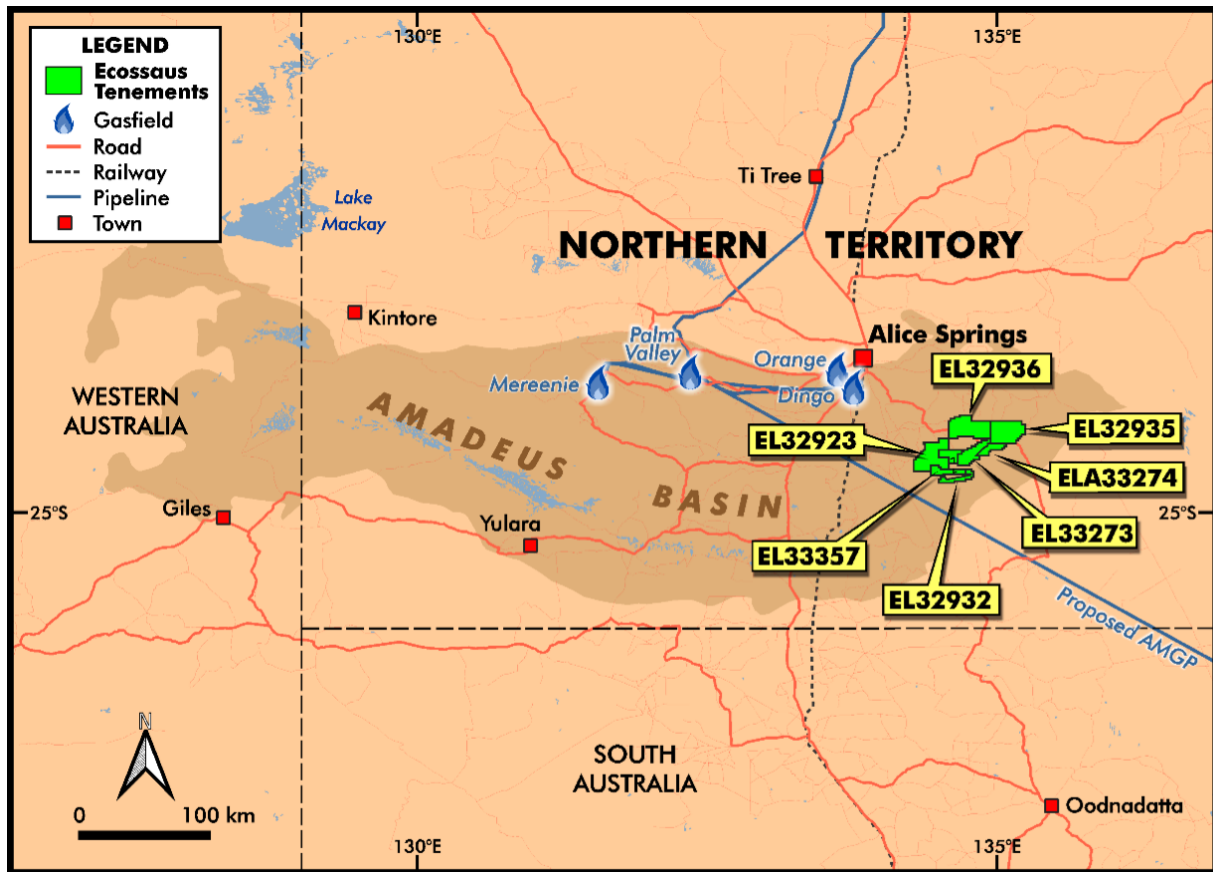 130°E
135°E
LEGEND
Ecossaus
Tenements
Gasfield
Road
Railway
Pipeline
Town
Lake
Mackay
Ti Tree
NORTHERN TERRITORY
Kintore
Palm
Valley
Orange
Alice Springs
Mereenie
Dingo
EL32936
WESTERN
AUSTRALIA
AMADEUS
BASIN
EL32923
EL32935
ELA33274
EL33273
EL33357
EL32932
25°S
Giles
Yulara
25°S
Proposed AMGP
N
0 100 km
SOUTH
AUSTRALIA
Oodnadatta
130°E
135°E